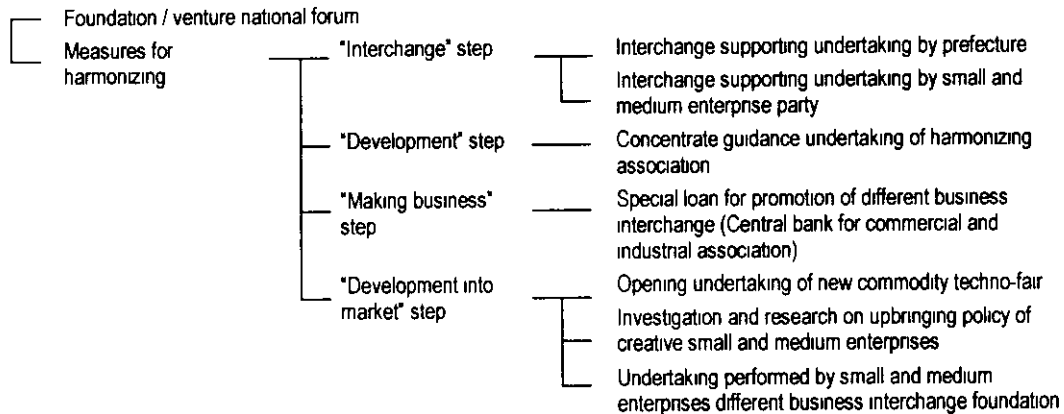 Foundation / venture national forum
Measures for
harmonizing
"Interchange" step
Interchange supporting undertaking by prefecture
Interchange supporting undertaking by small and
medium enterprise party
"Development" step
Concentrate guidance undertaking of harmonizing
association
"Making business"
step
Special loan for promotion of different business
interchange (Central bank for commercial and
industrial association)
"Development into
market" step
Opening undertaking of new commodity techno-fair
Investigation and research on upbringing policy of
creative small and medium enterprises
Undertaking performed by small and medium
enterprises different business interchange foundation